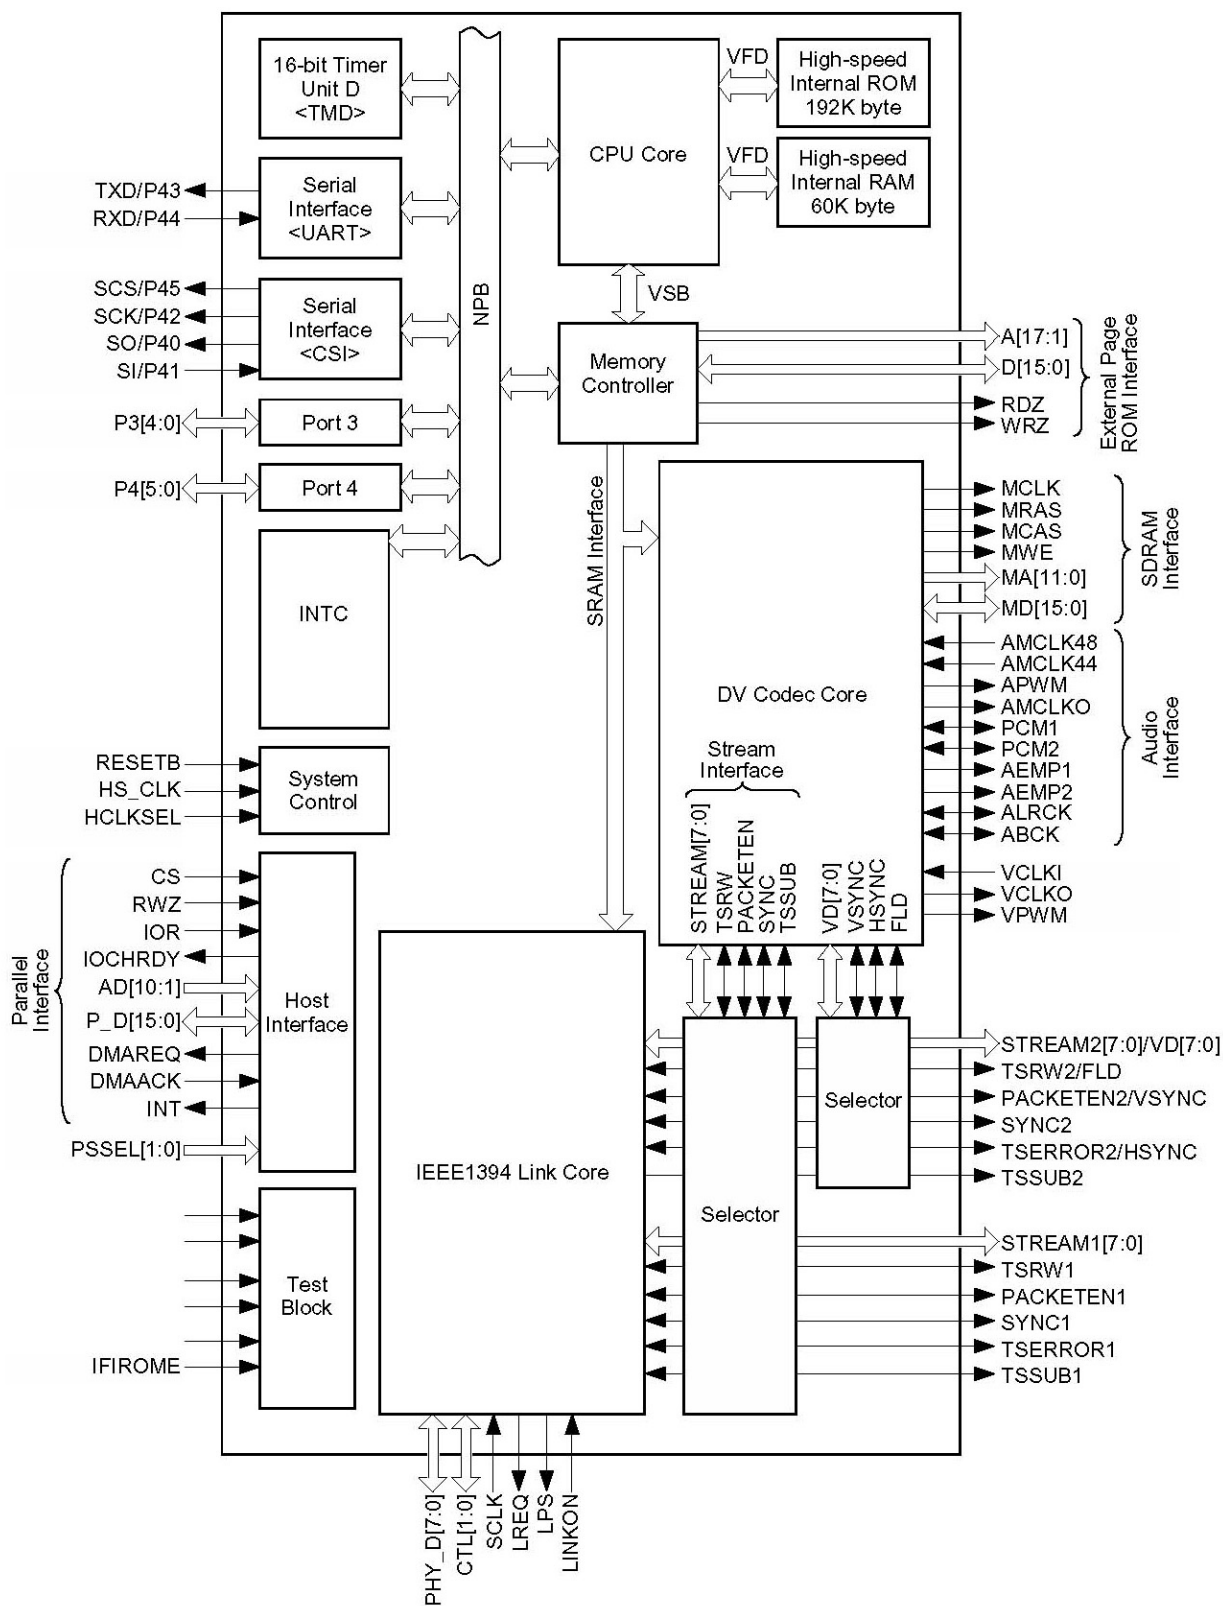 16-bit Timer
Unit D
<TMD>
TXD/P43
RXD/P44
Serial
Interface
<UART>
SCS/P45
SCK/P42
SO/P40
SI/P41
Serial
Interface
<CSI>
P3[4:0]
Port 3
P4[5:0]
Port 4
INTC
NPB
CPU Core
VFD
High-speed
Internal ROM
192K byte
VFD
High-speed
Internal RAM
60K byte
VSB
Memory
Controller
A[17:1]
D[15:0]
RDZ
WRZ
External Page
ROM Interface
SRAM Interface
DV Codec Core
MCLK
MRAS
MCAS
MWE
MA[11:0]
MD[15:0]
SDRAM
Interface
AMCLK48
AMCLK44
APWM
AMCLKO
PCM1
PCM2
AEMP1
AEMP2
ALRCK
ABCK
Audio
Interface
VCLKI
VCLKO
VPWM
Stream
Interface
STREAM[7:0]
TSRW
PACKETEN
SYNC
TSSUB
VD[7:0]
VSYNC
HSYNC
FLD
RESETB
HS_CLK
HCLKSEL
System
Control
Parallel
Interface
CS
RWZ
IOR
IOCHRDY
AD[10:1]
P_D[15:0]
DMAREQ
DMAACK
INT
PSSEL[1:0]
Host
Interface
IFIROME
Test
Block
IEEE1394 Link Core
Selector
Selector
STREAM2[7:0]/VD[7:0]
TSRW2/FLD
PACKETEN2/VSYNC
SYNC2
TSERROR2/HSYNC
TSSUB2
STREAM1[7:0]
TSRW1
PACKETEN1
SYNC1
TSERROR1
TSSUB1
PHY_D[7:0]
CTL[1:0]
SCLK
LREQ
LPS
LINKON